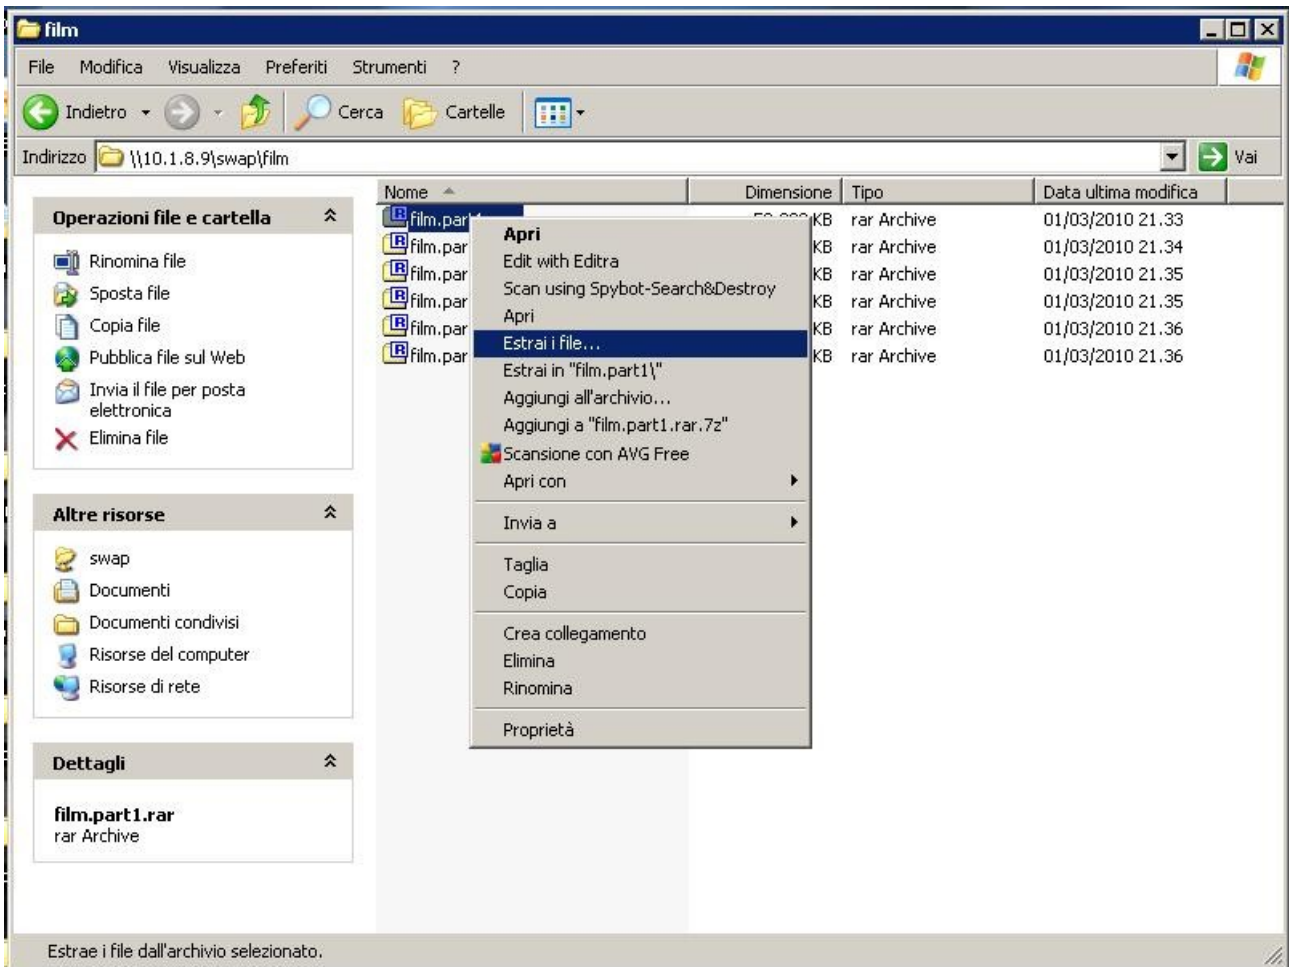 film
File Modifica Visualizza Preferiti Strumenti ?
Indietro Cerca Cartelle
Indirizzo \\10.1.8.9\swap\film Vai
Operazioni file e cartella
Rinomina file
Sposta file
Copia file
Pubblica file sul Web
Invia il file per posta
elettronica
Elimina file
Altre risorse
swap
Documenti
Documenti condivisi
Risorse del computer
Risorse di rete
Dettagli
film.part1.rar
rar Archive
Nome Dimensione Tipo Data ultima modifica
film.part1 KB rar Archive 01/03/2010 21.33
film.par KB rar Archive 01/03/2010 21.34
film.par KB rar Archive 01/03/2010 21.35
film.par KB rar Archive 01/03/2010 21.35
film.par KB rar Archive 01/03/2010 21.36
film.par KB rar Archive 01/03/2010 21.36
Apri
Edit with Editra
Scan using Spybot-Search&Destroy
Apri
Estrai i file...
Estrai in "film.part1\"
Aggiungi all'archivio...
Aggiungi a "film.part1.rar.7z"
Scansione con AVG Free
Apri con
Invia a
Taglia
Copia
Crea collegamento
Elimina
Rinomina
Proprietà
Estrae i file dall'archivio selezionato.